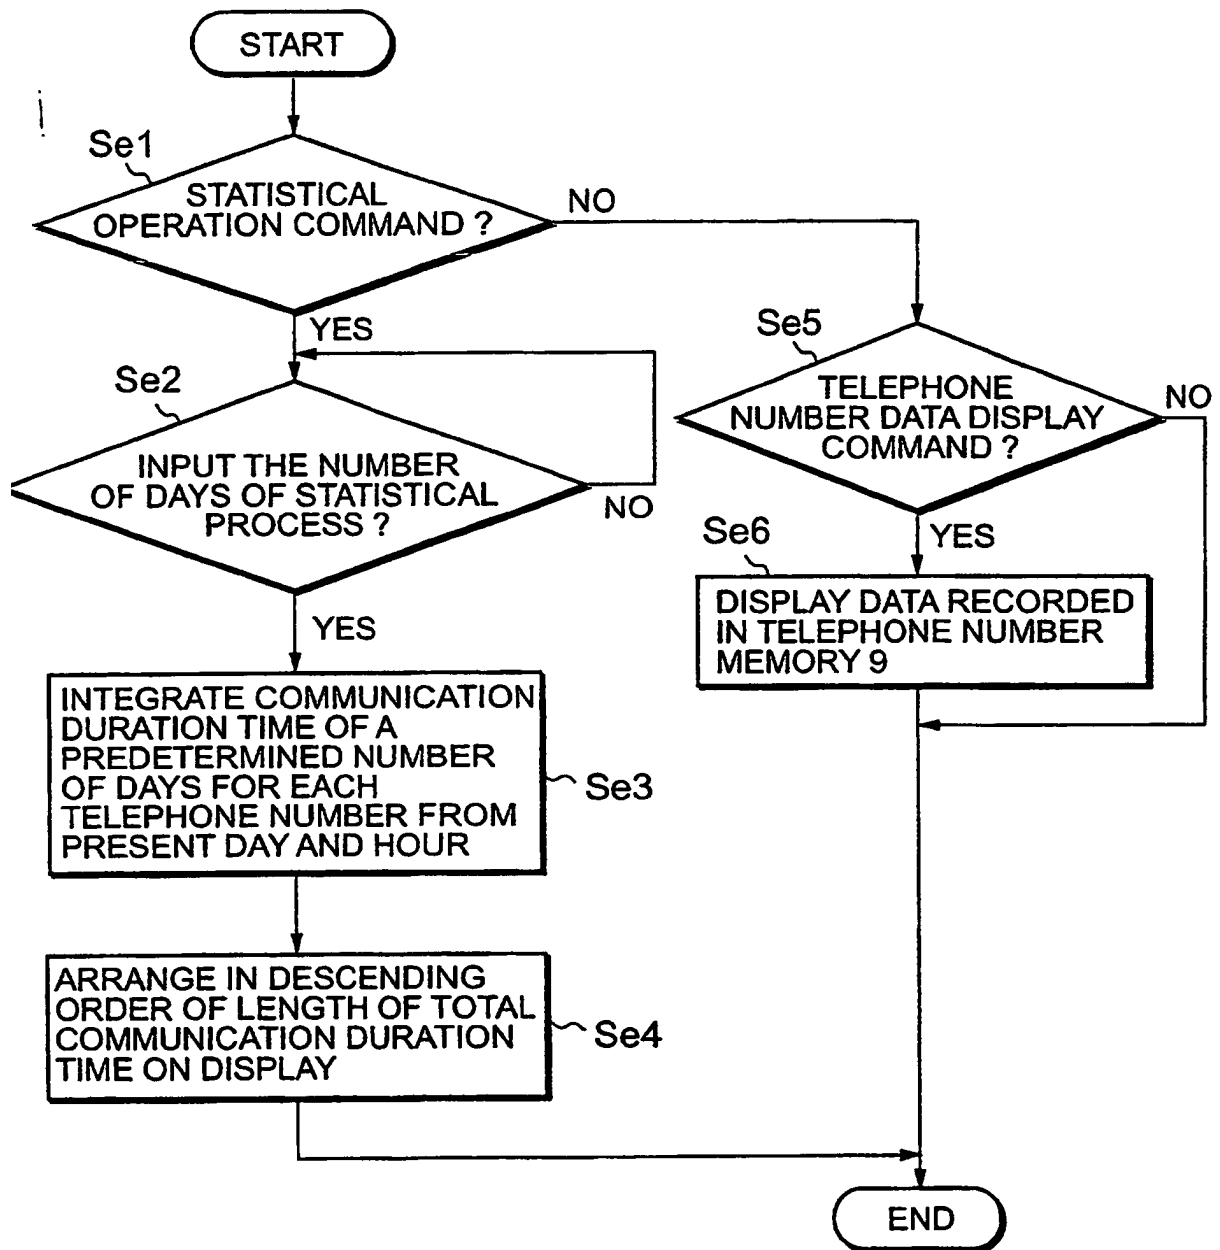 START
Se1
STATISTICAL
OPERATION COMMAND ?
NO
YES
Se2
INPUT THE NUMBER
OF DAYS OF STATISTICAL
PROCESS ?
NO
YES
INTEGRATE COMMUNICATION
DURATION TIME OF A
PREDETERMINED NUMBER
OF DAYS FOR EACH
TELEPHONE NUMBER FROM
PRESENT DAY AND HOUR
Se3
ARRANGE IN DESCENDING
ORDER OF LENGTH OF TOTAL
COMMUNICATION DURATION
TIME ON DISPLAY
Se4
Se5
TELEPHONE
NUMBER DATA DISPLAY
COMMAND ?
NO
YES
Se6
DISPLAY DATA RECORDED
IN TELEPHONE NUMBER
MEMORY 9
END